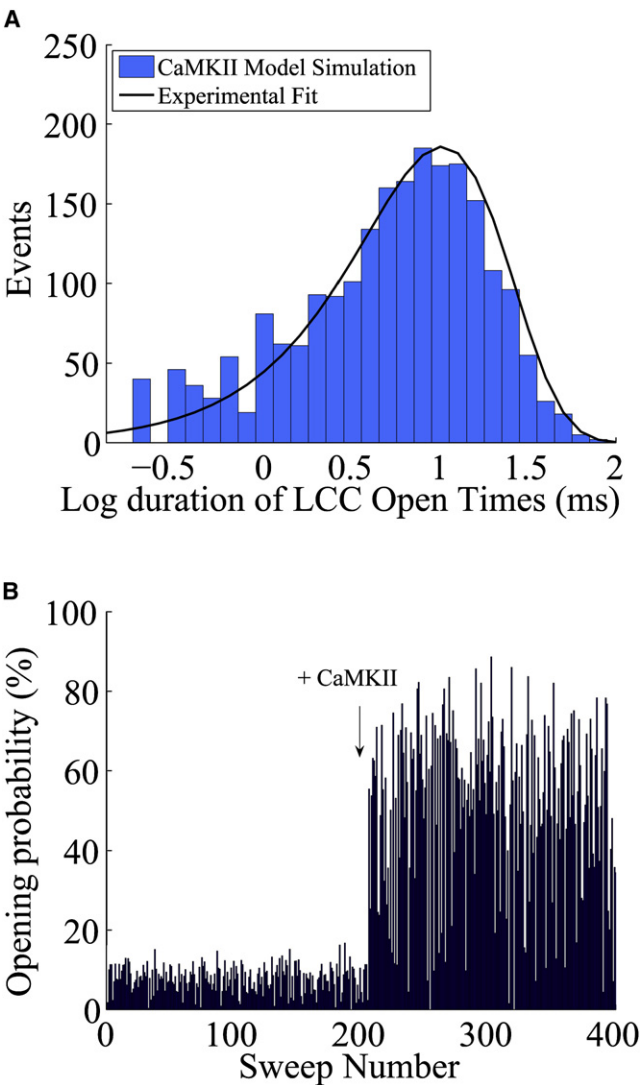 A
250
200
150
100
50
0
Events
CaMKII Model Simulation
Experimental Fit
−0.5 0 0.5 1 1.5 2
Log duration of LCC Open Times (ms)
B
100
80
60
40
20
0
Opening probability (%)
+ CaMKII
0 100 200 300 400
Sweep Number